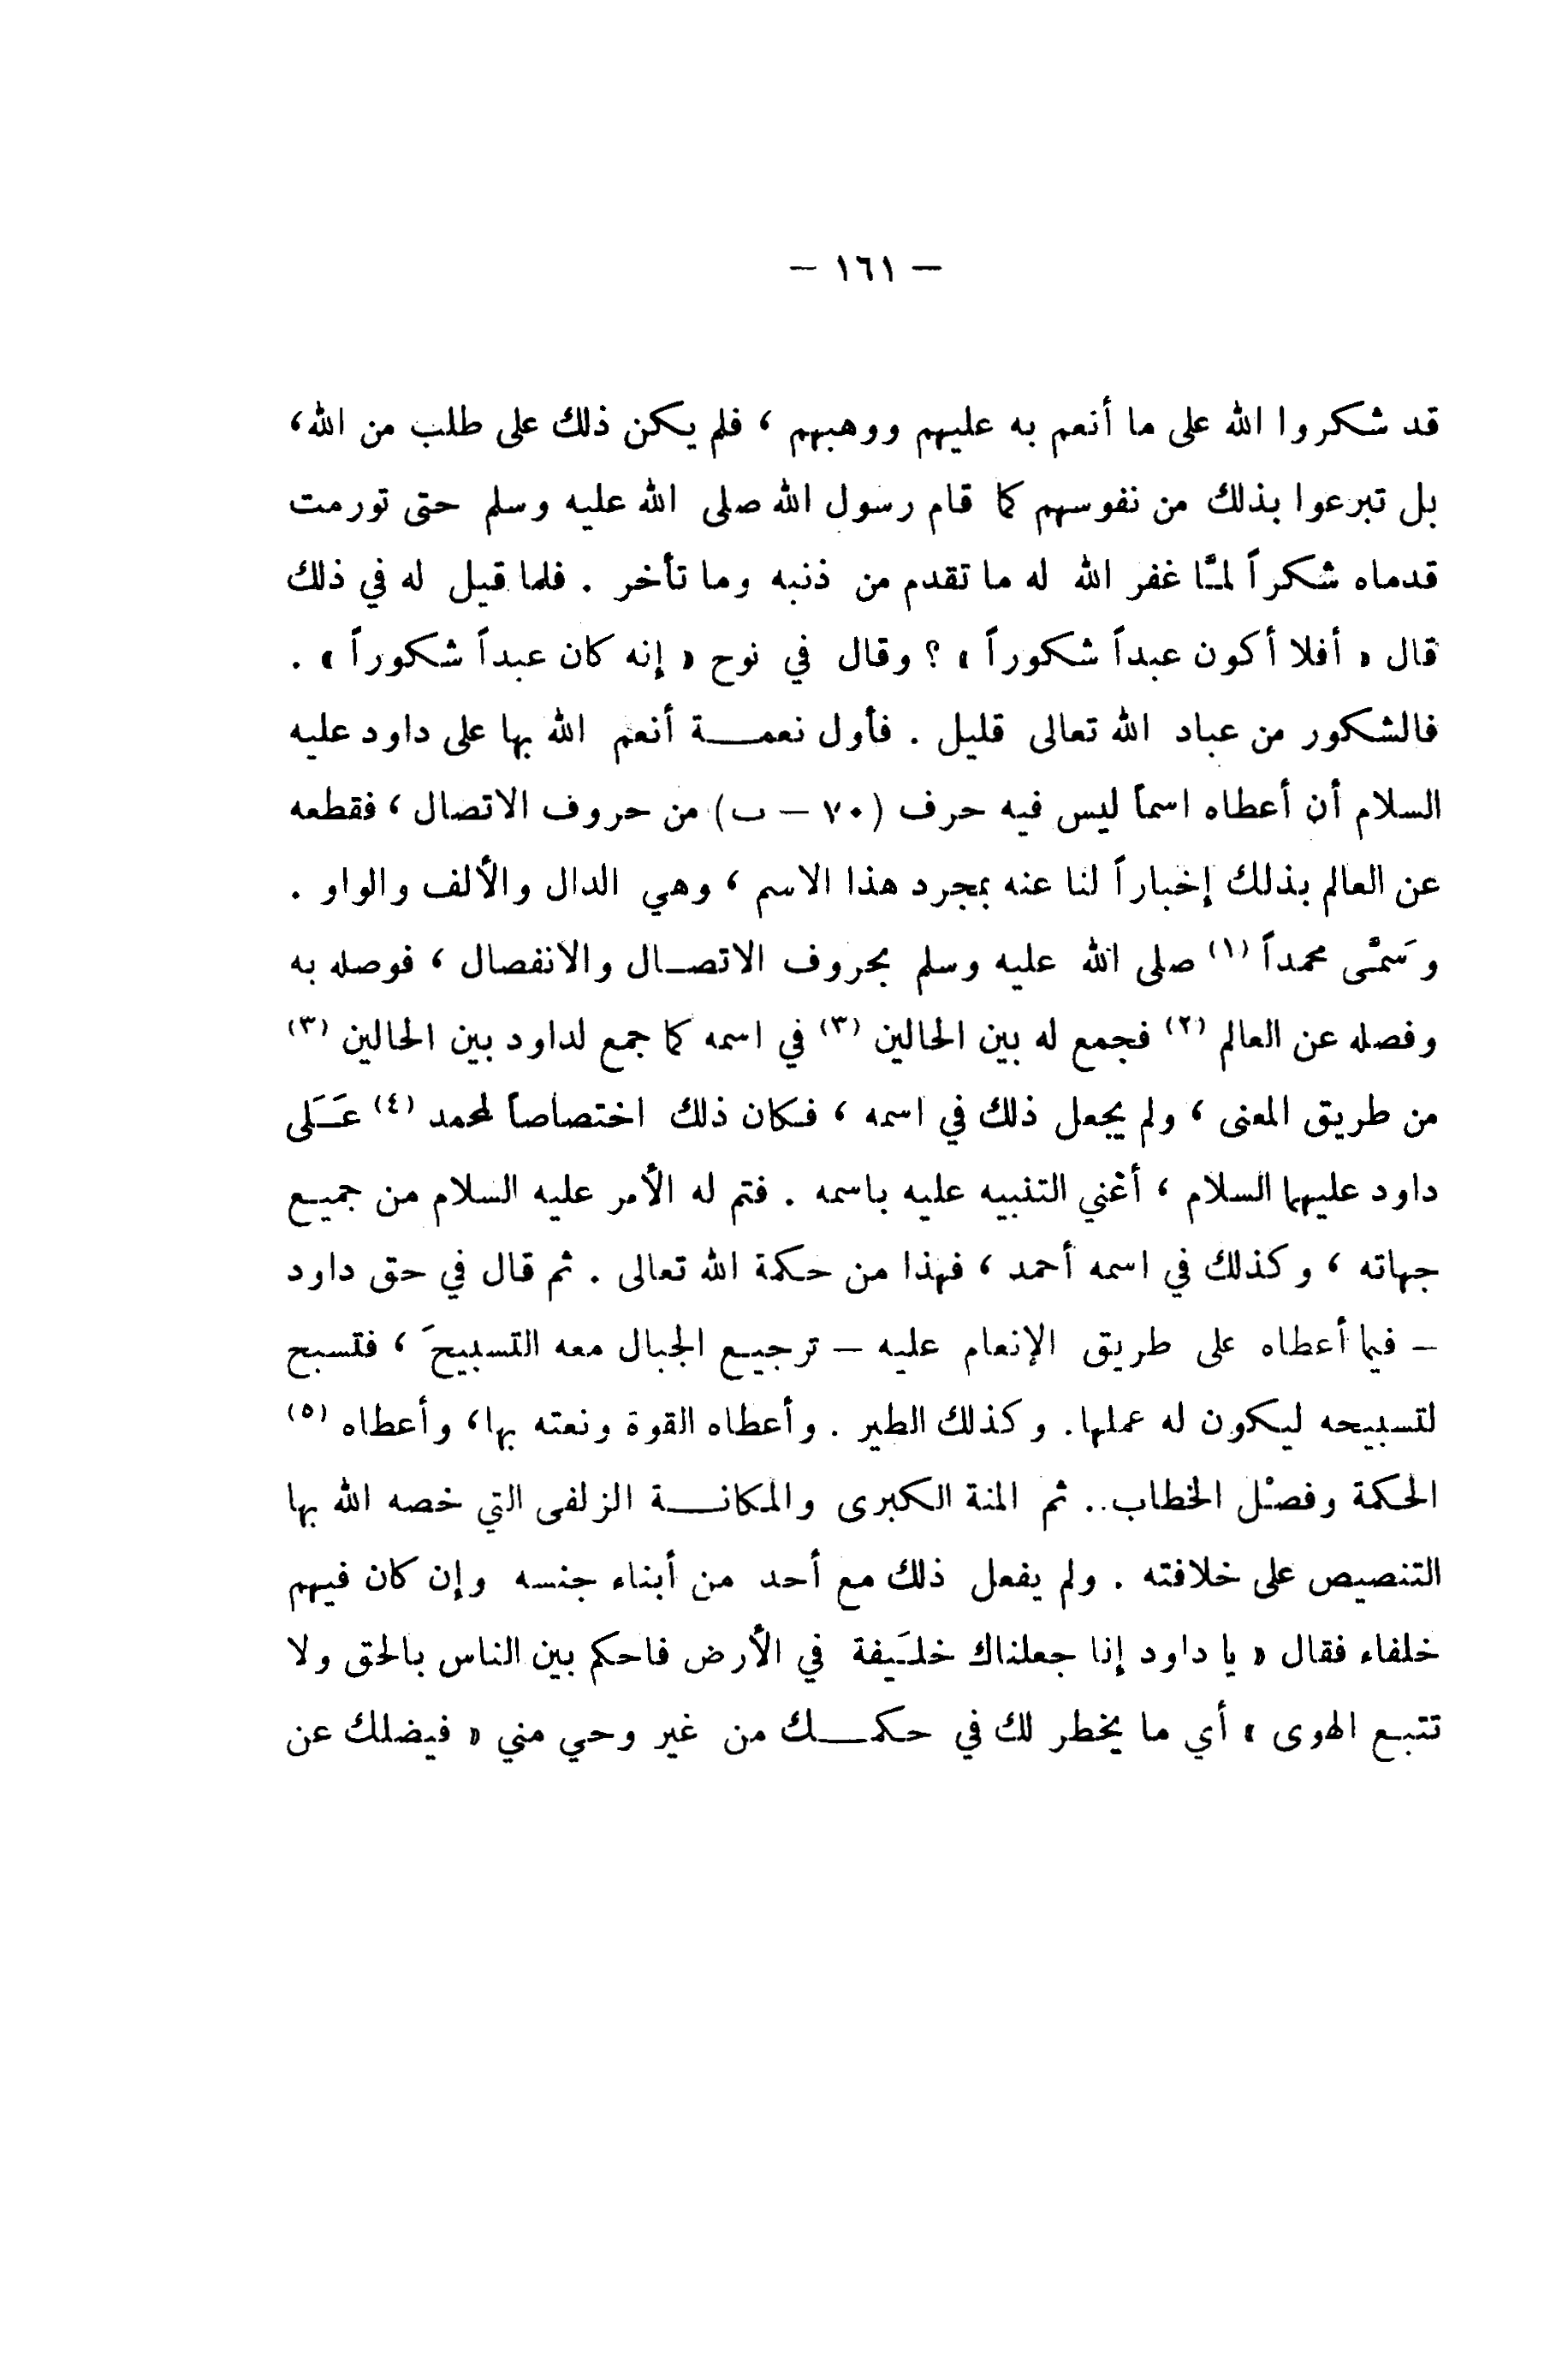 — ١٦١ —
قد شكروا الله على ما أنعم به عليهم ووهبهم ، فلم يكن ذلك على طلب من الله،
بل تبرعوا بذلك من نفوسهم كما قام رسول الله صلى الله عليه وسلم حتى تورمت
قدماه شكراً لمَّا غفر الله له ما تقدم من ذنبه وما تأخر . فلما قيل له في ذلك
قال « أفلا أكون عبداً شكوراً » ؟ وقال في نوح « إنه كان عبداً شكوراً » .
فالشكور من عباد الله تعالى قليل . فأول نعمـــة أنعم الله بها على داود عليه
السلام أن أعطاه اسماً ليس فيه حرف (٧٠ – ب) من حروف الاتصال ، فقطعه
عن العالم بذلك إخباراً لنا عنه بمجرد هذا الاسم ، وهي الدال والألف والواو .
وَسَمَّى محمداً (١) صلى الله عليه وسلم بحروف الاتصـال والانفصال ، فوصله به
وفصله عن العالم (٢) فجمع له بين الحالين (٣) في اسمه كما جمع لداود بين الحالين (٣)
من طريق المعنى ، ولم يجعل ذلك في اسمه ، فكان ذلك اختصاصاً لمحمد (٤) عَـلَى
داود عليهما السلام ، أعْني التنبيه عليه باسمه . فتم له الأمر عليه السلام من جميـع
جهاته ، وكذلك في اسمه أحمد ، فهذا من حكمة الله تعالى . ثم قال في حق داود
– فيما أعطاه على طريق الإنعام عليه – ترجيـع الجبال معه التسبيحَ ، فتسبح
لتسبيحه ليكون له عملها. وكذلك الطير . وأعطاه القوة ونعته بها، وأعطاه (٥)
الحكمة وفصْل الخطاب.. ثم المنة الكبرى والمكانـــة الزلفى التي خصه الله بها
التنصيص على خلافته . ولم يفعل ذلك مع أحد من أبناء جنسه وإن كان فيهم
خلفاء فقال « يا داود إنا جعلناك خلـَيفة في الأرض فاحكم بين الناس بالحق ولا
تتبـع الهوى » أي ما يخطر لك في حكمـــك من غير وحي مني « فيضلك عن